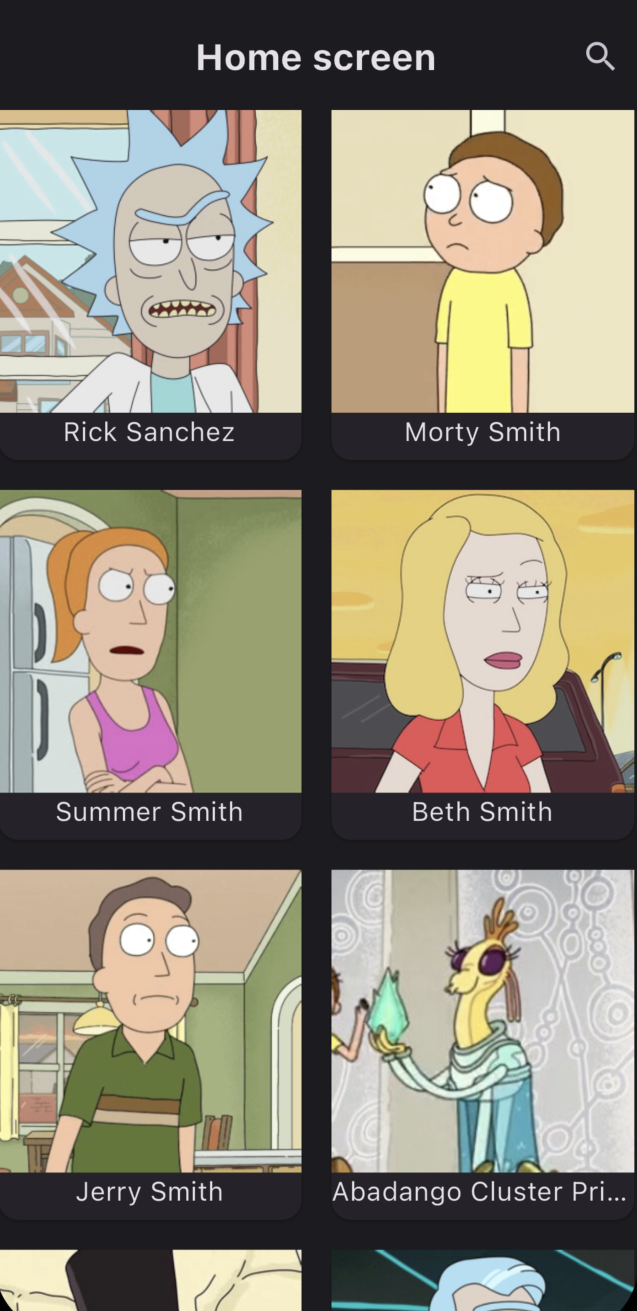 Home screen
Rick Sanchez
Morty Smith
Summer Smith
Beth Smith
Jerry Smith
Abadango Cluster Pri...